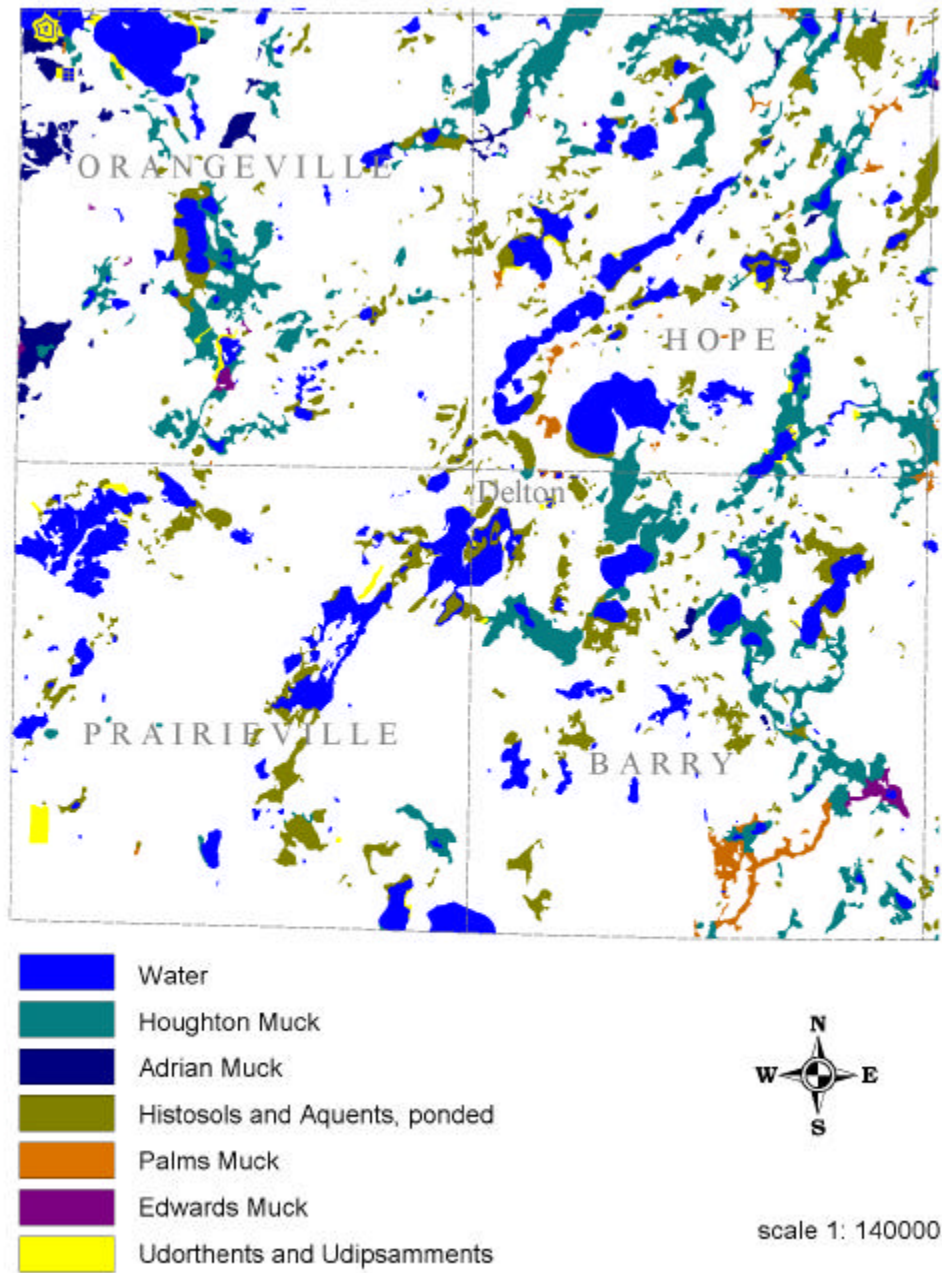 ORANGEVILLE
HOPE
Delton
PRAIRIEVILLE
BARRY
Water
Houghton Muck
Adrian Muck
Histosols and Aquents, ponded
Palms Muck
Edwards Muck
Udorthents and Udipsamments
N
W E
S
scale 1: 140000